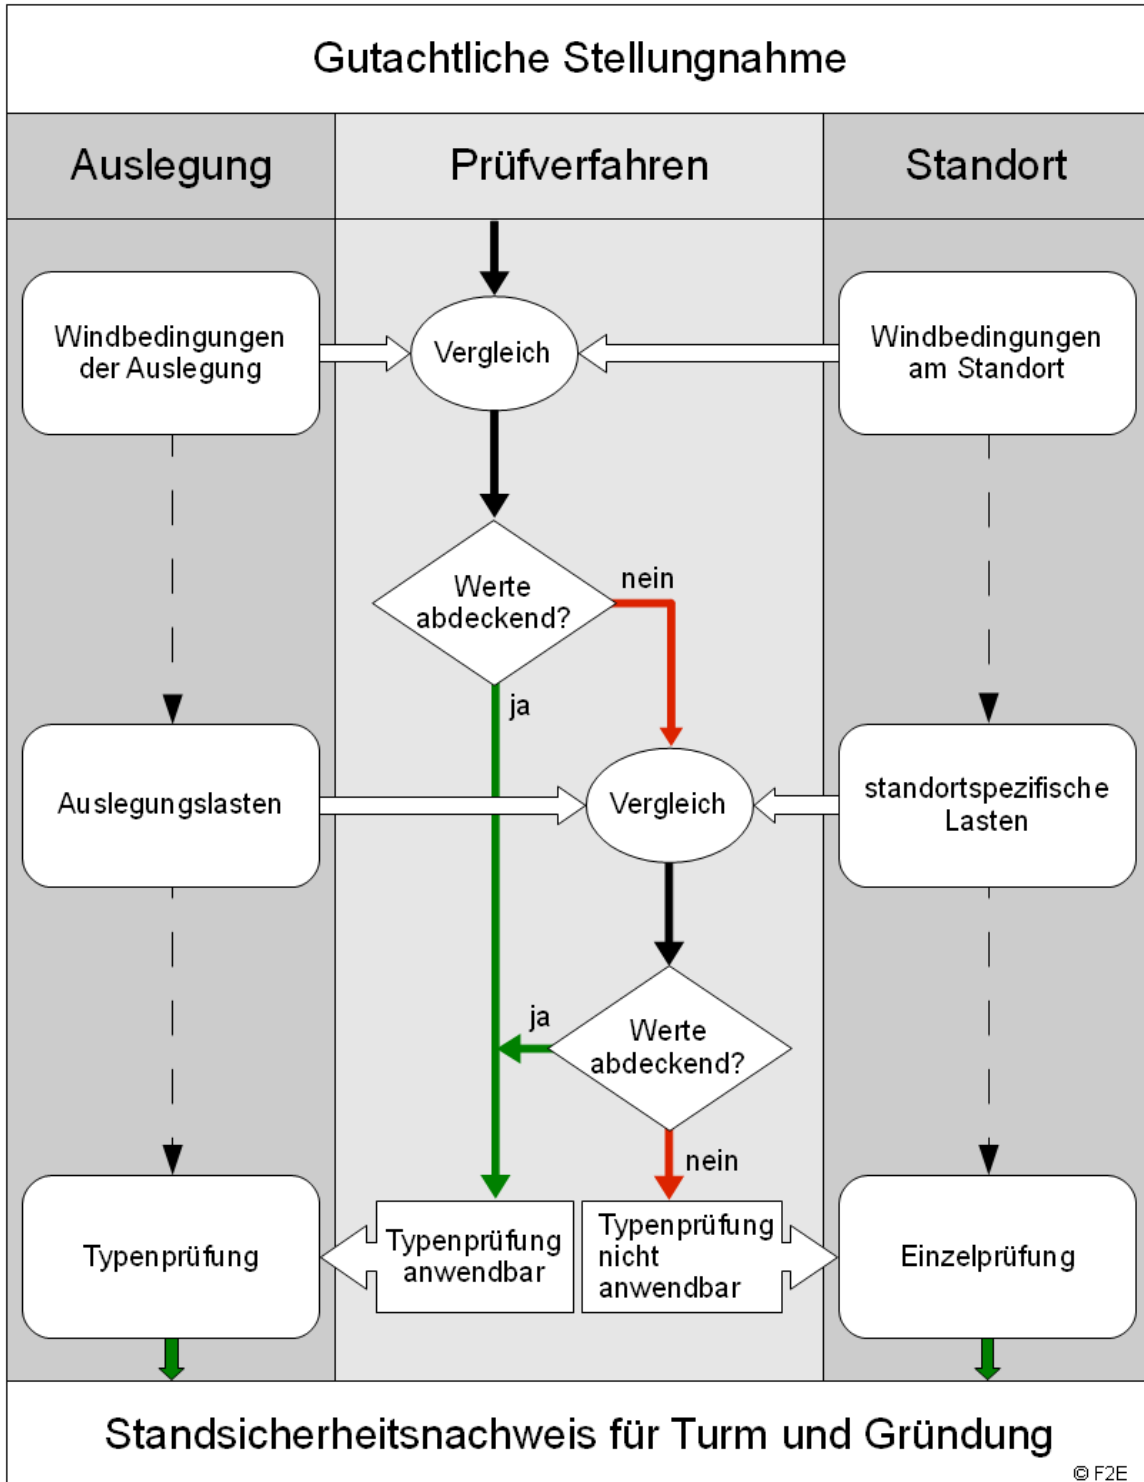 Gutachtliche Stellungnahme
Auslegung
Prüfverfahren
Standort
Windbedingungen
der Auslegung
Vergleich
Windbedingungen
am Standort
Werte
abdeckend?
nein
ja
Auslegungslasten
Vergleich
standortspezifische
Lasten
ja
Werte
abdeckend?
nein
Typenprüfung
Typenprüfung
anwendbar
Typenprüfung
nicht
anwendbar
Einzelprüfung
Standsicherheitsnachweis für Turm und Gründung
© F2E